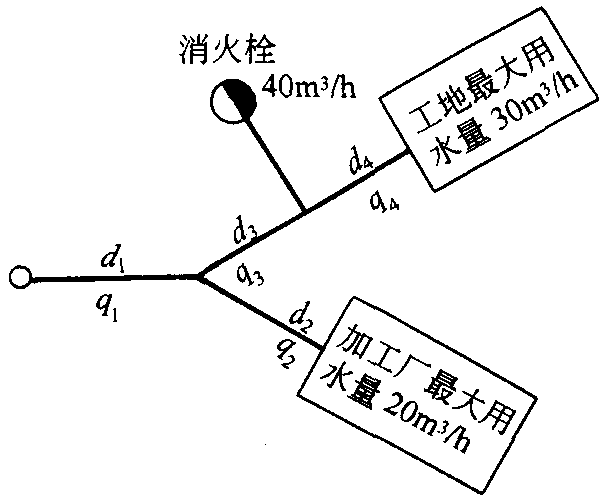 消火栓
40m³/h
工地最大用
水量 30m³/h
d₄
q₄
d₃
q₃
d₁
q₁
d₂
q₂
加工厂最大用
水量 20m³/h